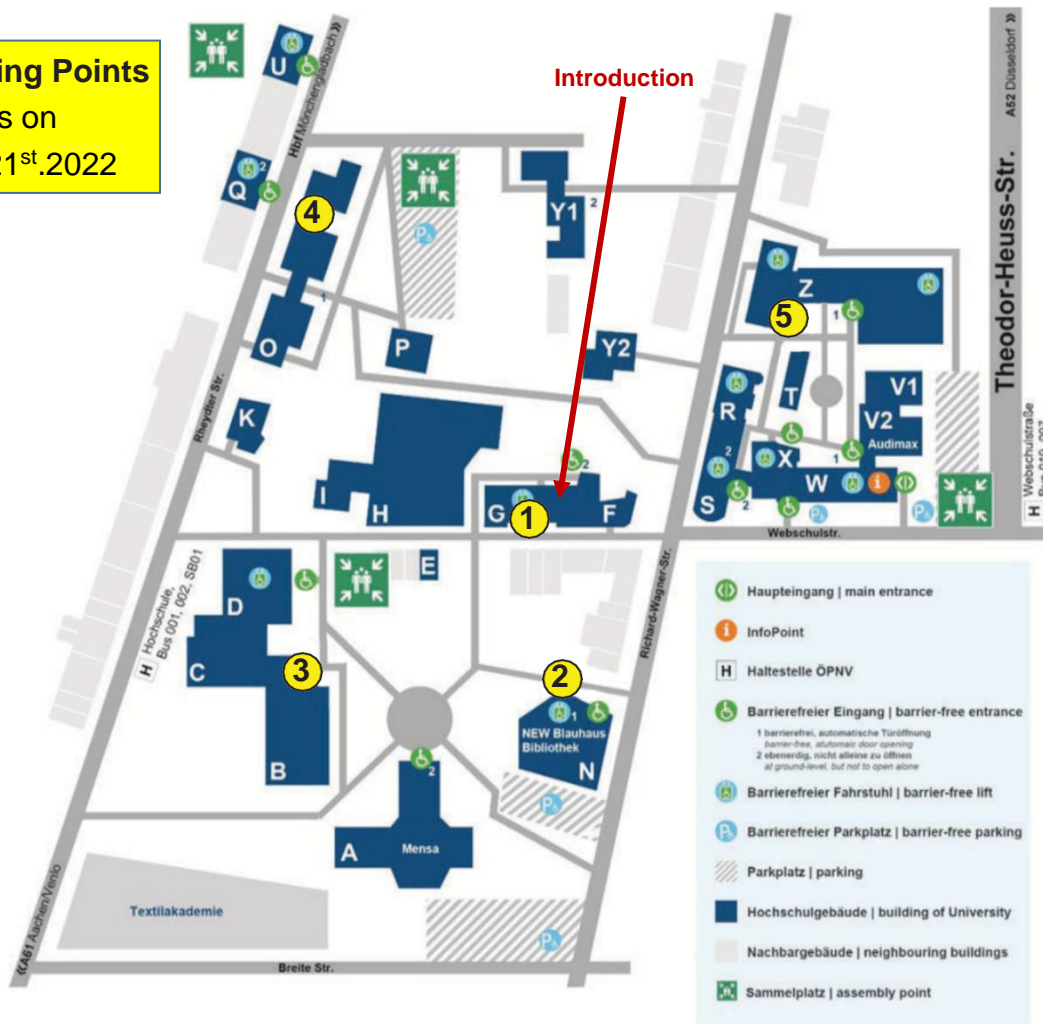 ing Points
s on
21st.2022
U
Hbf Mönchengladbach »
Introduction
A52 Düsseldorf »
Theodor-Heuss-Str.
Q
2
4
Y1
2
P
Z
5
1
O
1
P
Y2
T
V1
V2
Audimax
R
2
K
Rheydter Str.
X
1
W
S
2
I
H
G
1
F
2
Webschulstr.
H Webschulstraße
E
H Hochschule,
Bus 001, 002, SB01
D
C
3
B
2
1
NEW Blauhaus
Bibliothek
N
Richard-Wagner-Str.
2
A
Mensa
Textilakademie
«A61 Aachen/Venlo
Breite Str.
Haupteingang | main entrance
i InfoPoint
H Haltestelle ÖPNV
Barrierefreier Eingang | barrier-free entrance
1 barrierefrei, automatische Türöffnung
barrier-free, atutomaic door opening
2 ebenerdig, nicht alleine zu öffnen
at ground-level, but not to open alone
Barrierefreier Fahrstuhl | barrier-free lift
P Barrierefreier Parkplatz | barrier-free parking
Parkplatz | parking
Hochschulgebäude | building of University
Nachbargebäude | neighbouring buildings
Sammelplatz | assembly point